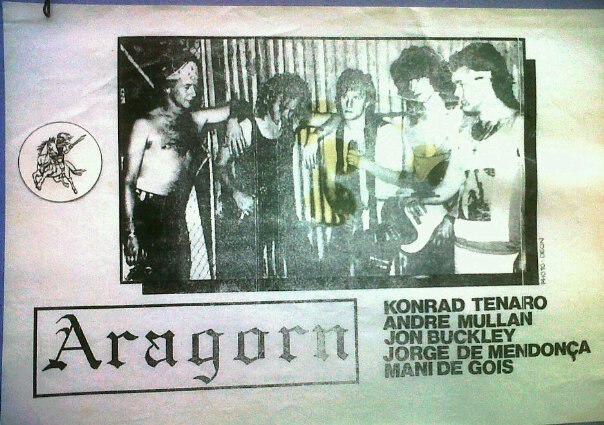 Aragorn
KONRAD TENARO
ANDRE MULLAN
JON BUCKLEY
JORGE DE MENDONÇA
MANI DE GOIS